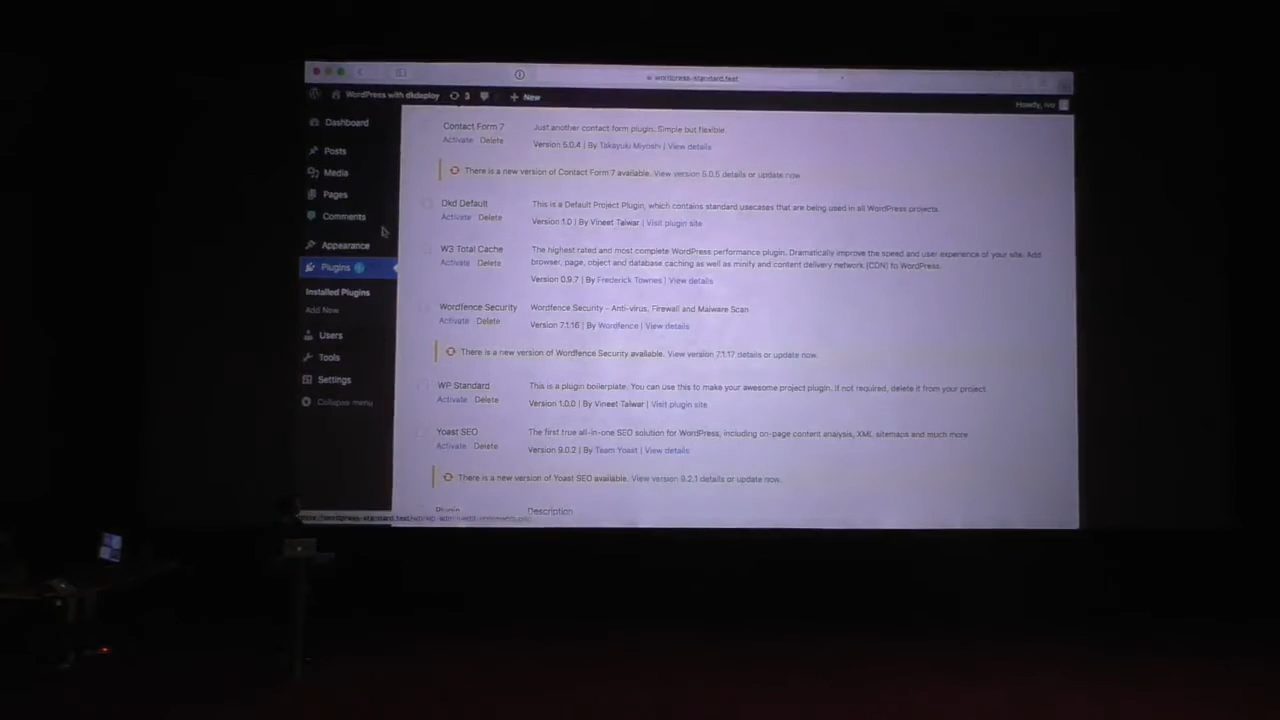 wordpress-standard.test
WordPress with dkdeploy 3 New
Howdy, ivo
Dashboard
Posts
Media
Pages
Comments
Appearance
Plugins
Installed Plugins
Add New
Users
Tools
Settings
Collapse menu
Contact Form 7
Just another contact form plugin. Simple but flexible.
Activate Delete
Version 5.0.4 | By Takayuki Miyoshi | View details
There is a new version of Contact Form 7 available. View version 5.0.5 details or update now.
Dkd Default
This is a Default Project Plugin, which contains standard usecases that are being used in all WordPress projects.
Activate Delete
Version 1.0 | By Vineet Talwar | Visit plugin site
W3 Total Cache
The highest rated and most complete WordPress performance plugin. Dramatically improve the speed and user experience of your site. Add
browser, page, object and database caching as well as minify and content delivery network (CDN) to WordPress.
Activate Delete
Version 0.9.7 | By Frederick Townes | View details
Wordfence Security
Wordfence Security - Anti-virus, Firewall and Malware Scan
Activate Delete
Version 7.1.16 | By Wordfence | View details
There is a new version of Wordfence Security available. View version 7.1.17 details or update now.
WP Standard
This is a plugin boilerplate. You can use this to make your awesome project plugin, if not required, delete it from your project.
Activate Delete
Version 1.0.0 | By Vineet Talwar | Visit plugin site
Yoast SEO
The first true all-in-one SEO solution for WordPress, including on-page content analysis, XML sitemaps and much more
Activate Delete
Version 9.0.2 | By Team Yoast | View details
There is a new version of Yoast SEO available. View version 9.2.1 details or update now.
Plugin
Description